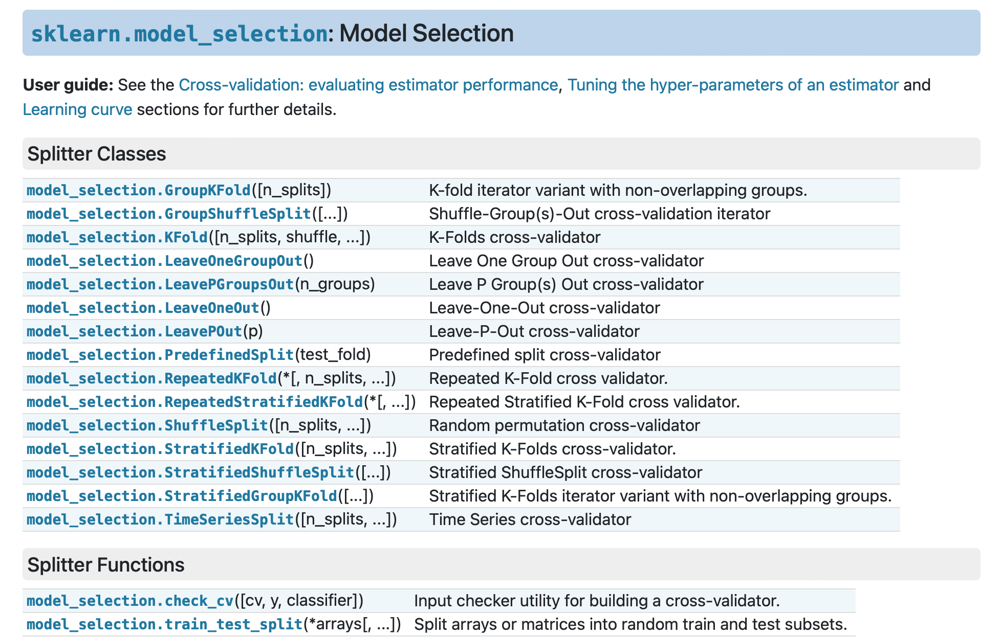 sklearn.model_selection: Model Selection
User guide: See the Cross-validation: evaluating estimator performance, Tuning the hyper-parameters of an estimator and
Learning curve sections for further details.
Splitter Classes
model_selection.GroupKFold([n_splits]) K-fold iterator variant with non-overlapping groups.
model_selection.GroupShuffleSplit([...]) Shuffle-Group(s)-Out cross-validation iterator
model_selection.KFold([n_splits, shuffle, ...]) K-Folds cross-validator
model_selection.LeaveOneGroupOut() Leave One Group Out cross-validator
model_selection.LeavePGroupsOut(n_groups) Leave P Group(s) Out cross-validator
model_selection.LeaveOneOut() Leave-One-Out cross-validator
model_selection.LeavePOut(p) Leave-P-Out cross-validator
model_selection.PredefinedSplit(test_fold) Predefined split cross-validator
model_selection.RepeatedKFold(*[, n_splits, ...]) Repeated K-Fold cross validator.
model_selection.RepeatedStratifiedKFold(*[, ...]) Repeated Stratified K-Fold cross validator.
model_selection.ShuffleSplit([n_splits, ...]) Random permutation cross-validator
model_selection.StratifiedKFold([n_splits, ...]) Stratified K-Folds cross-validator.
model_selection.StratifiedShuffleSplit([...]) Stratified ShuffleSplit cross-validator
model_selection.StratifiedGroupKFold([...]) Stratified K-Folds iterator variant with non-overlapping groups.
model_selection.TimeSeriesSplit([n_splits, ...]) Time Series cross-validator
Splitter Functions
model_selection.check_cv([cv, y, classifier]) Input checker utility for building a cross-validator.
model_selection.train_test_split(*arrays[, ...]) Split arrays or matrices into random train and test subsets.